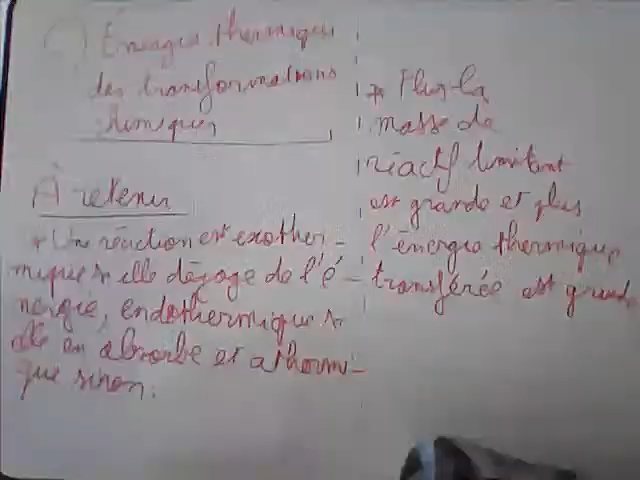 Énergie thermique
des transformations
chimiques
À retenir
* Une réaction est exother-
mique si elle dégage de l'é-
nergie, endothermique si
elle en absorbe et athermi-
que sinon.
* Plus la
masse de
réactif limitant
est grande et plus
l'énergie thermique
transférée est grande